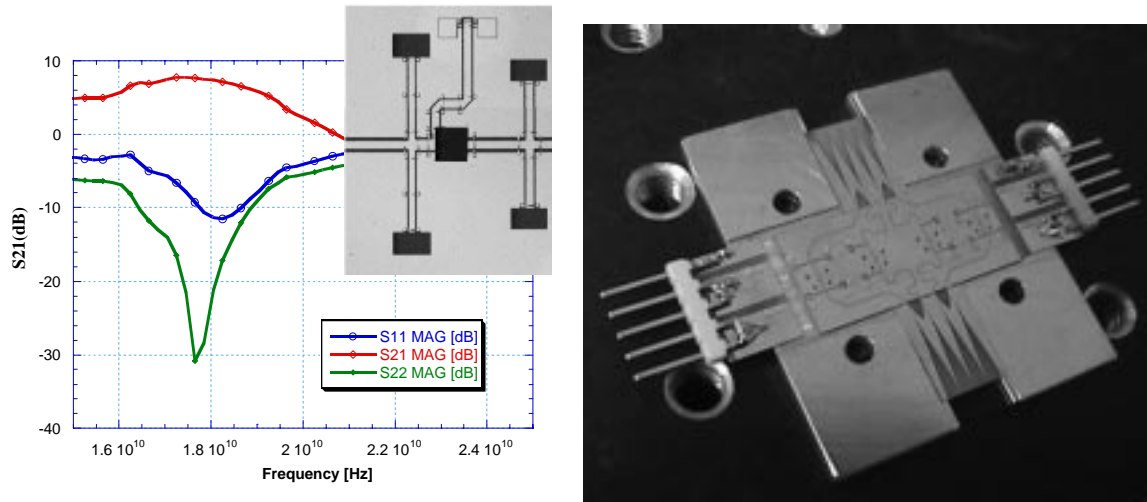 10
0
-10
-20
-30
-40
S21(dB)
S11 MAG [dB]
S21 MAG [dB]
S22 MAG [dB]
1.6 10^10
1.8 10^10
2 10^10
2.2 10^10
2.4 10^10
Frequency [Hz]